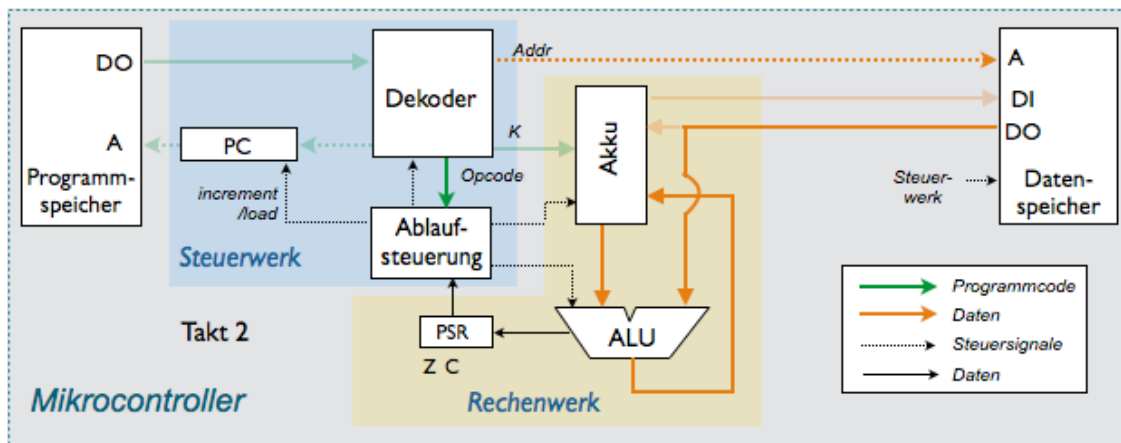 DO
A
Programm-
speicher
PC
increment
/load
Steuerwerk
Dekoder
Opcode
Ablauf-
steuerung
Addr
K
Akku
A
DI
DO
Steuer-
werk
Daten-
speicher
Takt 2
PSR
Z C
ALU
Rechenwerk
Mikrocontroller
Programmcode
Daten
Steuersignale
Daten